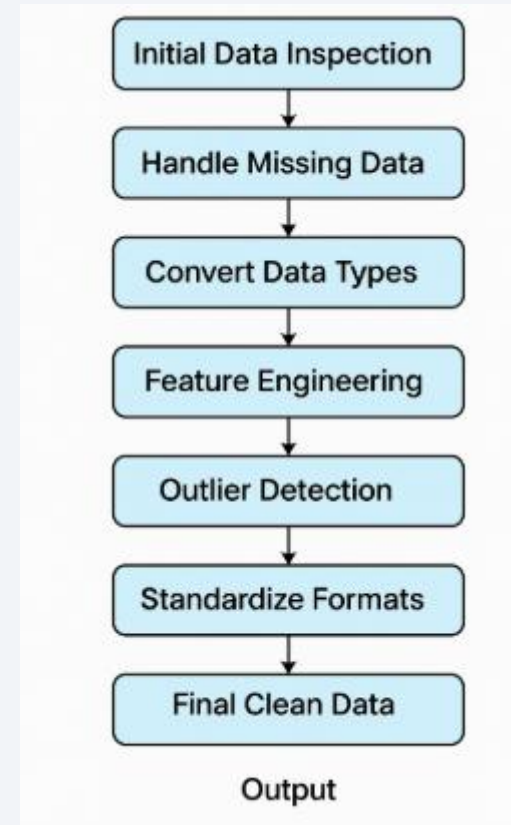 Initial Data Inspection
Handle Missing Data
Convert Data Types
Feature Engineering
Outlier Detection
Standardize Formats
Final Clean Data
Output